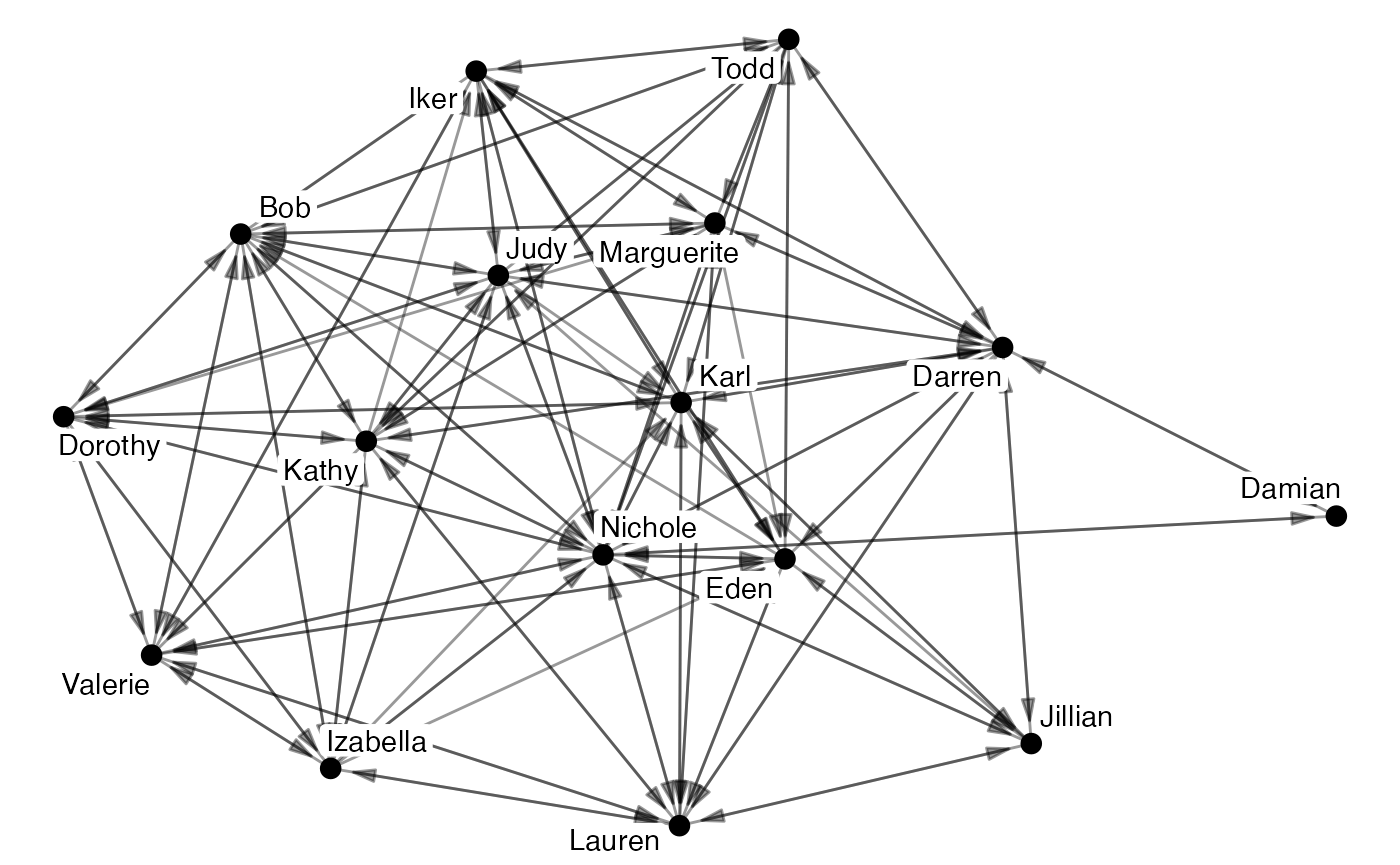 Todd
Iker
Bob
Judy
Marguerite
Karl
Darren
Dorothy
Kathy
Damian
Nichole
Eden
Valerie
Jillian
Izabella
Lauren